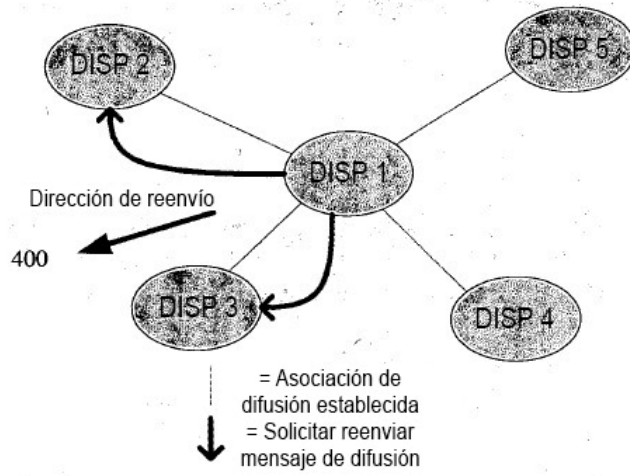 DISP 2
DISP 5
DISP 1
Dirección de reenvío
400
DISP 3
DISP 4
= Asociación de
difusión establecida
= Solicitar reenviar
mensaje de difusión